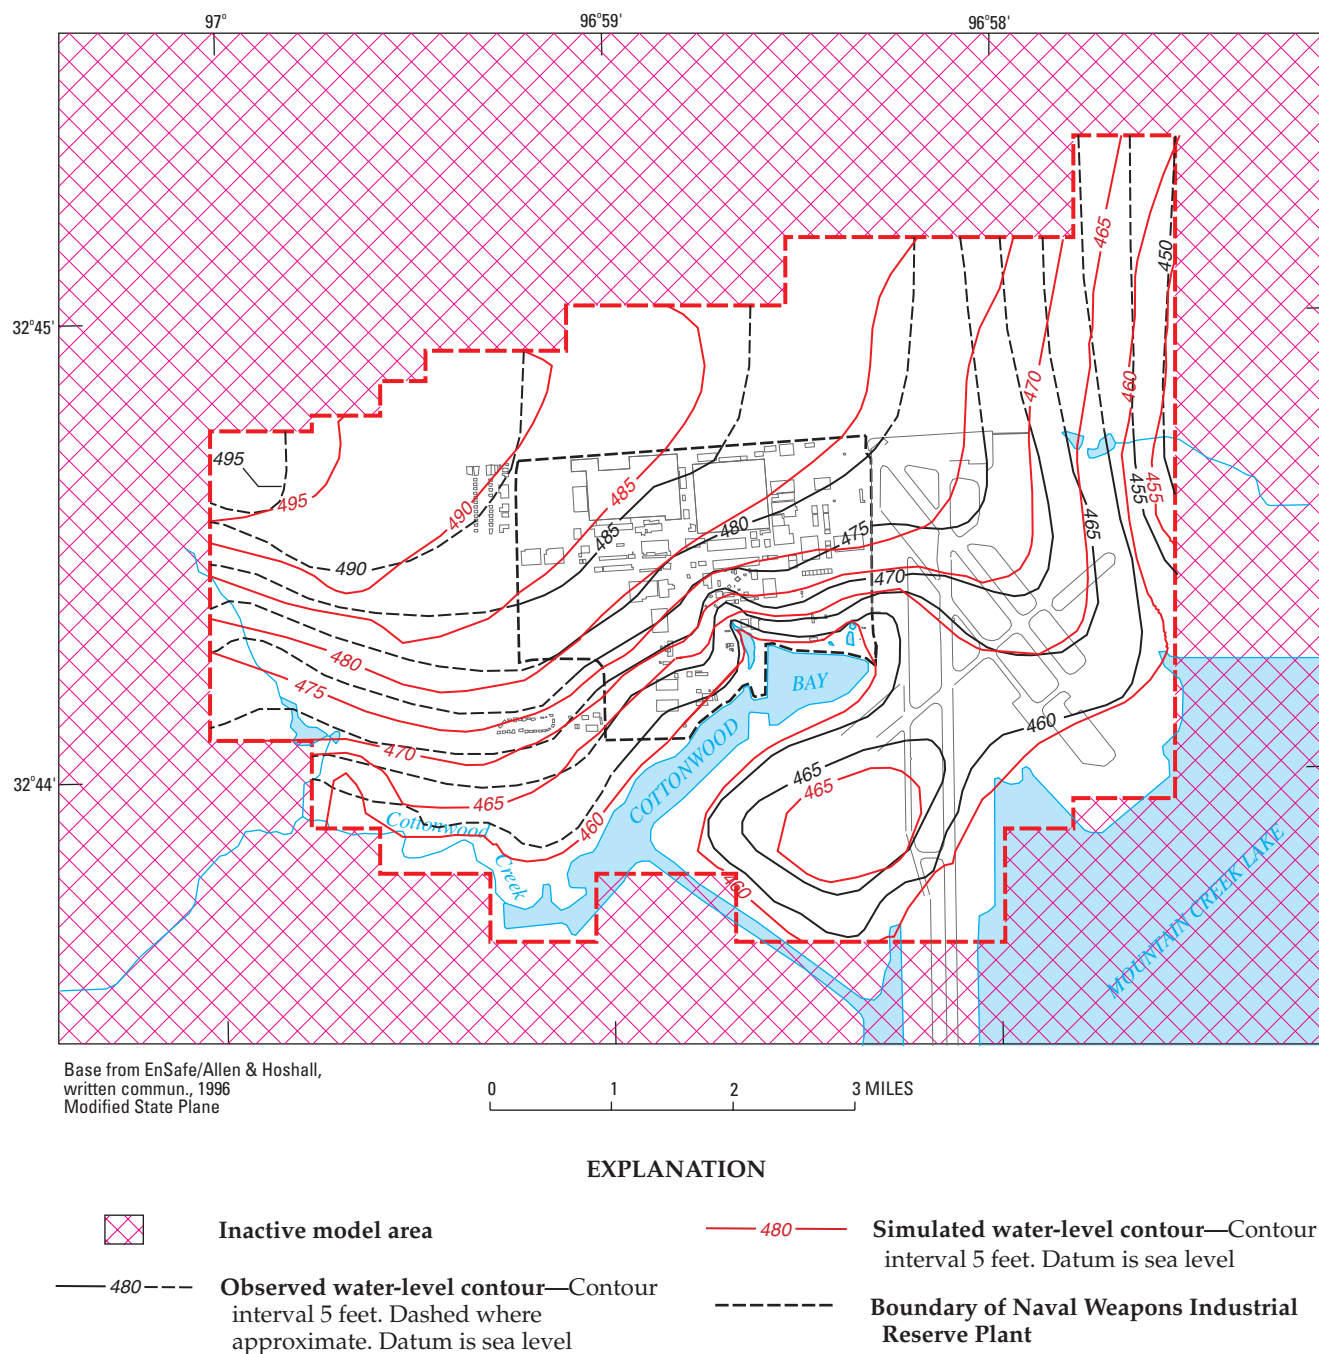 97°
96°59'
96°58'
32°45'
32°44'
465
450
460
470
455
455
495
495
490
490
485
485
480
475
465
470
480
475
470
465
460
460
465
465
460
BAY
COTTONWOOD
Cottonwood
Creek
MOUNTAIN CREEK LAKE
Base from EnSafe/Allen & Hoshall,
written commun., 1996
Modified State Plane
0 1 2 3 MILES
EXPLANATION
Inactive model area
480
Observed water-level contour—Contour
interval 5 feet. Dashed where
approximate. Datum is sea level
480
Simulated water-level contour—Contour
interval 5 feet. Datum is sea level
Boundary of Naval Weapons Industrial
Reserve Plant